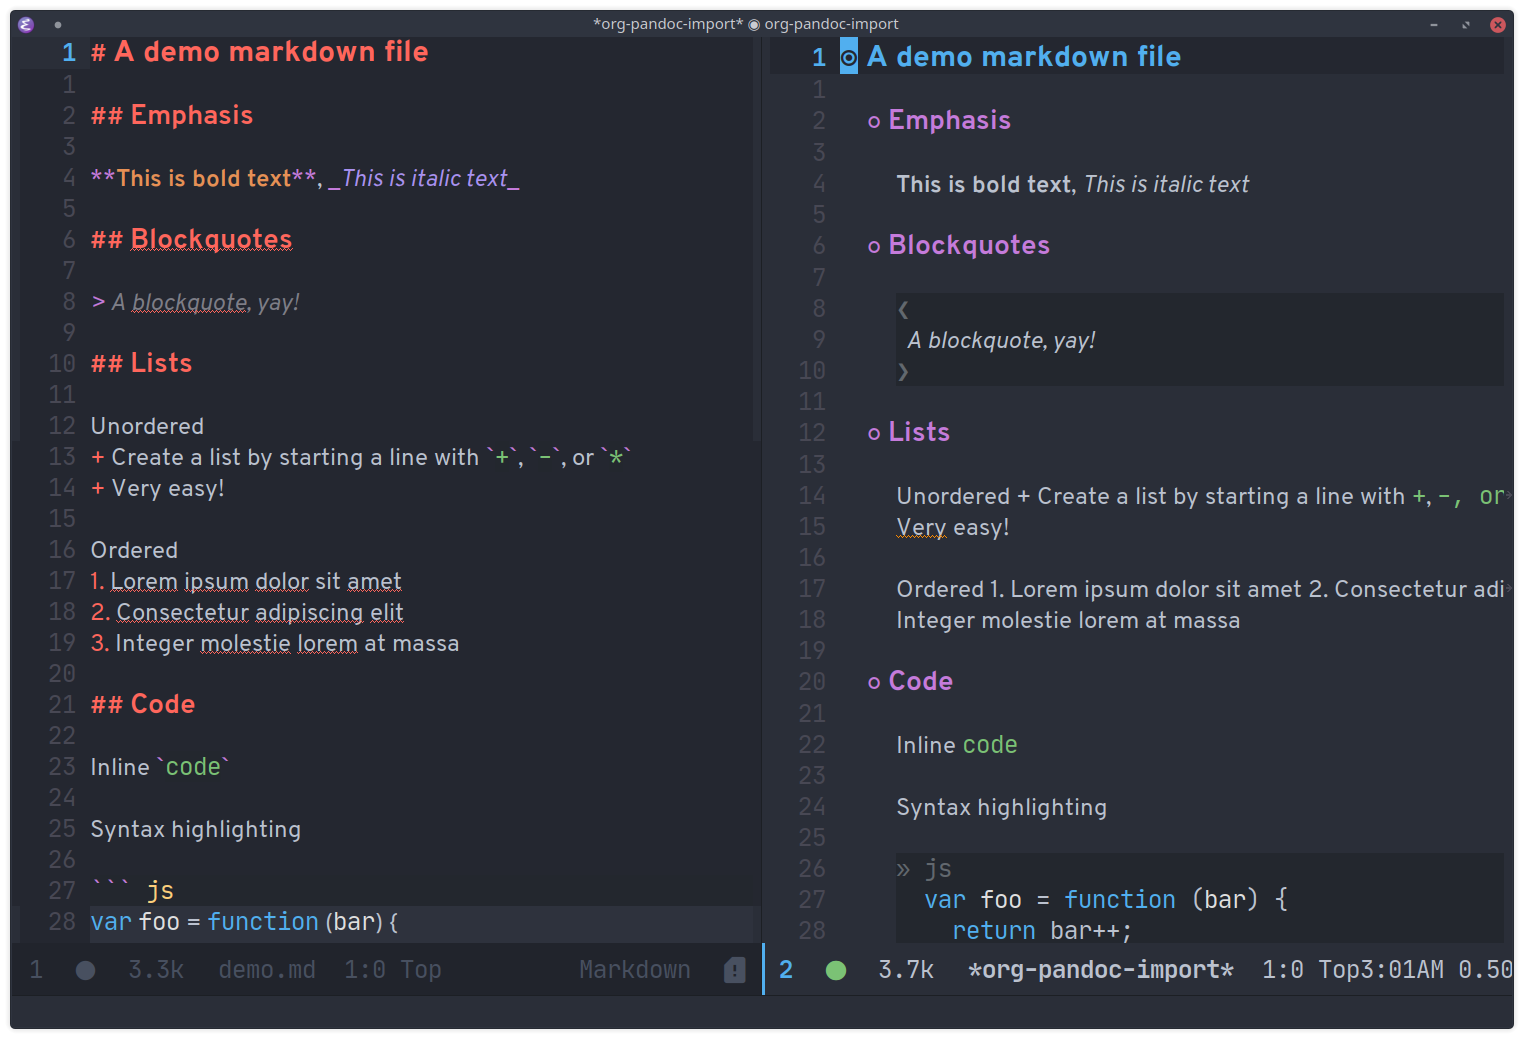 *org-pandoc-import* ◉ org-pandoc-import
1 # A demo markdown file
1
2 ## Emphasis
3
4 **This is bold text**, _This is italic text_
5
6 ## Blockquotes
7
8 > A blockquote, yay!
9
10 ## Lists
11
12 Unordered
13 + Create a list by starting a line with `+`, `-`, or `*`
14 + Very easy!
15
16 Ordered
17 1. Lorem ipsum dolor sit amet
18 2. Consectetur adipiscing elit
19 3. Integer molestie lorem at massa
20
21 ## Code
22
23 Inline `code`
24
25 Syntax highlighting
26
27 ``` js
28 var foo = function (bar) {
1 ● 3.3k demo.md 1:0 Top Markdown
1 ◉ A demo markdown file
1
2 ○ Emphasis
3
4 This is bold text, This is italic text
5
6 ○ Blockquotes
7
8 ❮
9 A blockquote, yay!
10 ❯
11
12 ○ Lists
13
14 Unordered + Create a list by starting a line with +, -, or
15 Very easy!
16
17 Ordered 1. Lorem ipsum dolor sit amet 2. Consectetur adi
18 Integer molestie lorem at massa
19
20 ○ Code
21
22 Inline code
23
24 Syntax highlighting
25
26 » js
27 var foo = function (bar) {
28 return bar++;
2 ● 3.7k *org-pandoc-import* 1:0 Top3:01AM 0.50